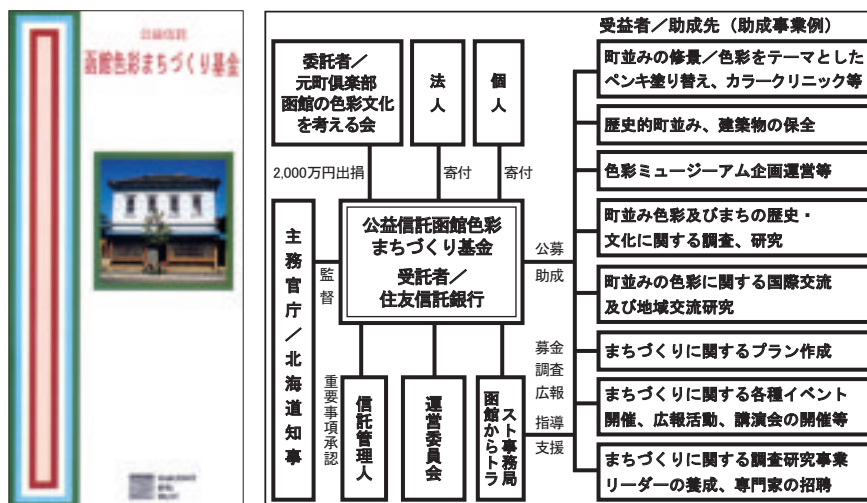 公益信託
函館色彩まちづくり基金
委託者／
元町倶楽部
函館の色彩文化
を考える会
法人
個人
2,000万円出捐
寄付
寄付
主務官庁／北海道知事
監督
公益信託函館色彩
まちづくり基金
受託者／
住友信託銀行
公募
助成
重要事項承認
信託管理人
運営委員会
函館からトラ
スト事務局
募金
調査
広報
指導
支援
受益者／助成先（助成事業例）
町並みの修景／色彩をテーマとした
ペンキ塗り替え、カラークリニック等
歴史的町並み、建築物の保全
色彩ミュージーアム企画運営等
町並み色彩及びまちの歴史・
文化に関する調査、研究
町並みの色彩に関する国際交流
及び地域交流研究
まちづくりに関するプラン作成
まちづくりに関する各種イベント
開催、広報活動、講演会の開催等
まちづくりに関する調査研究事業
リーダーの養成、専門家の招聘